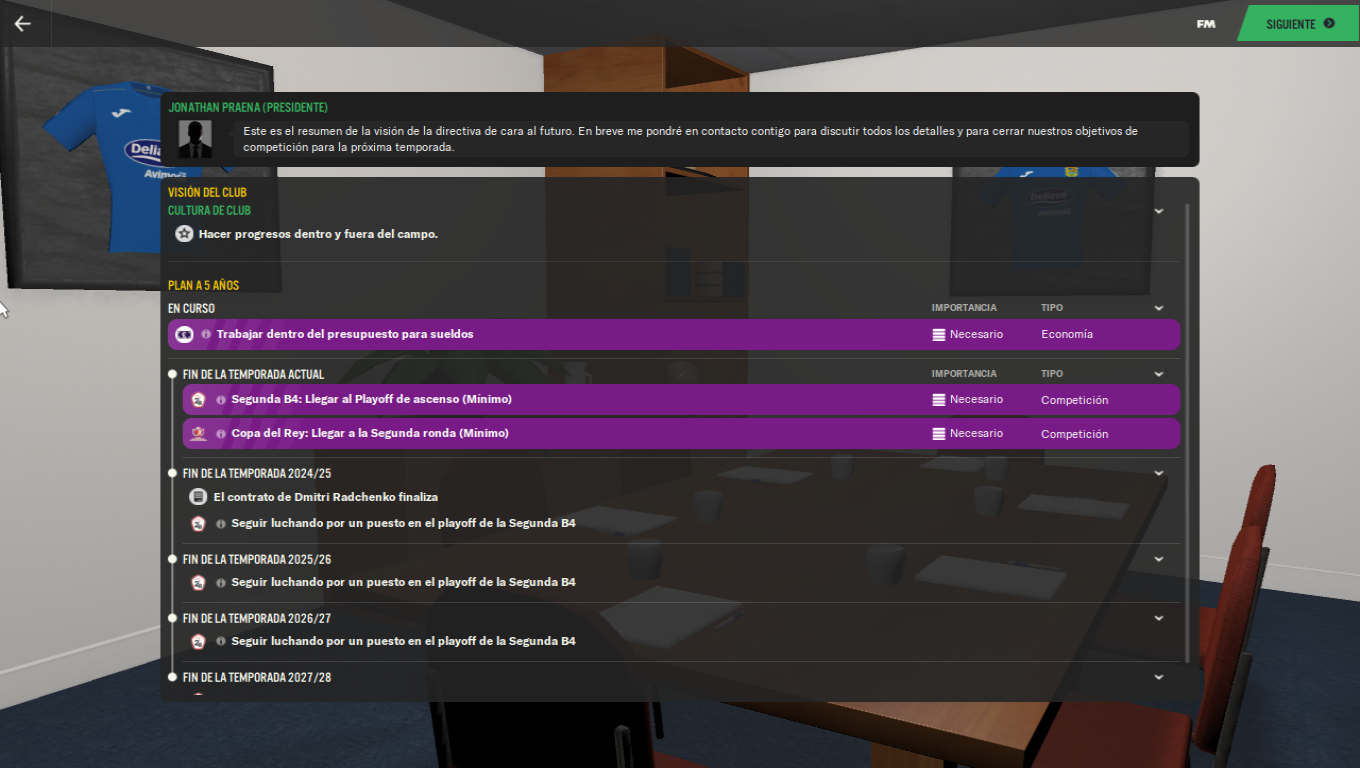 FM
SIGUIENTE
JONATHAN PRAENA (PRESIDENTE)
Este es el resumen de la visión de la directiva de cara al futuro. En breve me pondré en contacto contigo para discutir todos los detalles y para cerrar nuestros objetivos de
competición para la próxima temporada.
VISIÓN DEL CLUB
CULTURA DE CLUB
Hacer progresos dentro y fuera del campo.
PLAN A 5 AÑOS
EN CURSO IMPORTANCIA TIPO
Trabajar dentro del presupuesto para sueldos Necesario Economía
FIN DE LA TEMPORADA ACTUAL IMPORTANCIA TIPO
Segunda B4: Llegar al Playoff de ascenso (Mínimo) Necesario Competición
Copa del Rey: Llegar a la Segunda ronda (Mínimo) Necesario Competición
FIN DE LA TEMPORADA 2024/25
El contrato de Dmitri Radchenko finaliza
Seguir luchando por un puesto en el playoff de la Segunda B4
FIN DE LA TEMPORADA 2025/26
Seguir luchando por un puesto en el playoff de la Segunda B4
FIN DE LA TEMPORADA 2026/27
Seguir luchando por un puesto en el playoff de la Segunda B4
FIN DE LA TEMPORADA 2027/28